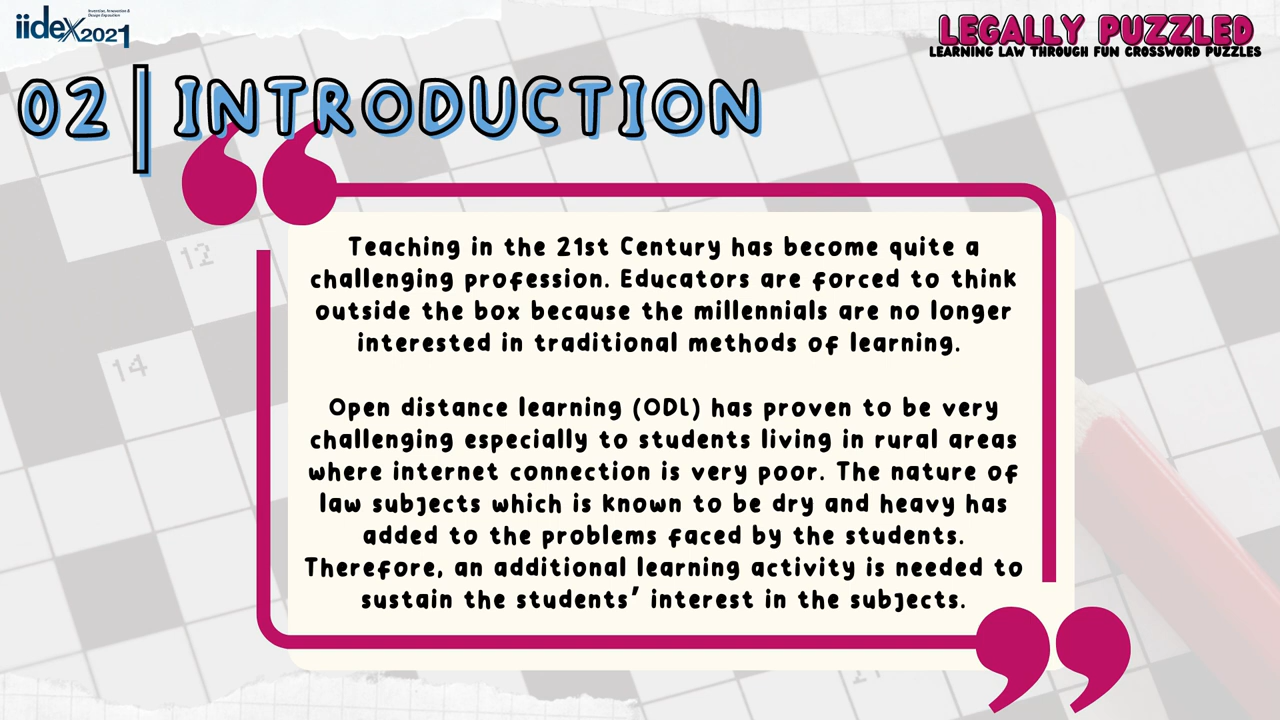 iidex2021
Invention, Innovation &
Design Exposition
LEGALLY PUZZLED
LEARNING LAW THROUGH FUN CROSSWORD PUZZLES
02 | INTRODUCTION
12
14
Teaching in the 21st Century has become quite a
challenging profession. Educators are forced to think
outside the box because the millennials are no longer
interested in traditional methods of learning.
Open distance learning (ODL) has proven to be very
challenging especially to students living in rural areas
where internet connection is very poor. The nature of
law subjects which is known to be dry and heavy has
added to the problems faced by the students.
Therefore, an additional learning activity is needed to
sustain the students' interest in the subjects.